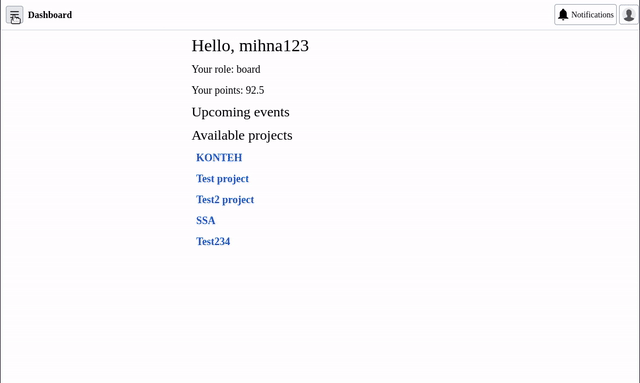 Dashboard
Notifications
Hello, mihna123
Your role: board
Your points: 92.5
Upcoming events
Available projects
KONTEH
Test project
Test2 project
SSA
Test234